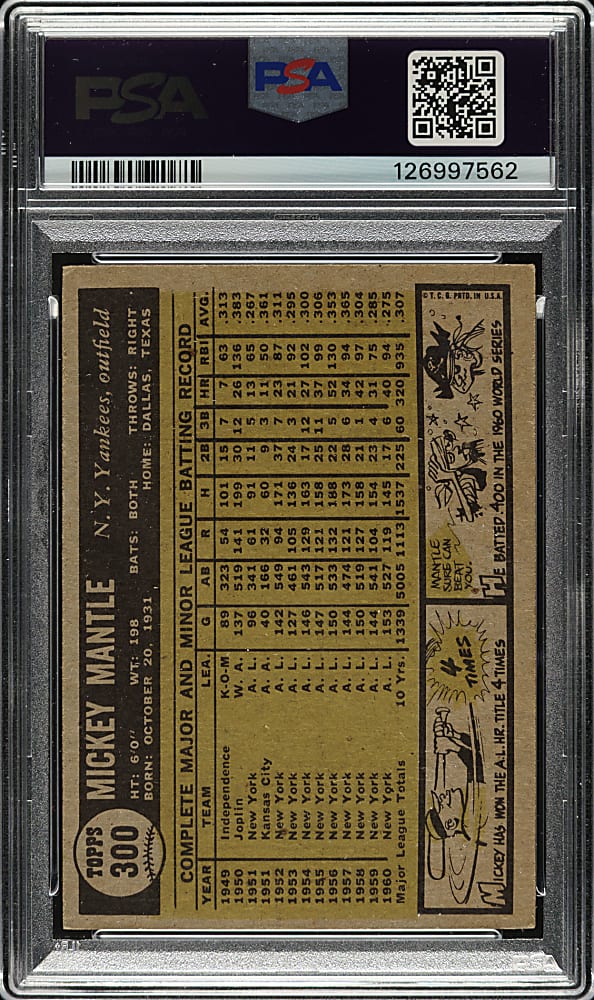 PSA
PSA
126997562
TOPPS
300
MICKEY MANTLE N. Y. Yankees, outfield
HT: 6'0" WT.: 198 BATS: BOTH THROWS: RIGHT
BORN: OCTOBER 20, 1931 HOME: DALLAS, TEXAS
COMPLETE MAJOR AND MINOR LEAGUE BATTING RECORD
YEAR TEAM LEA. G AB R H 2B 3B HR RBI AVG.
1949 Independence K-O-M 89 323 54 101 15 7 7 63 .313
1950 Joplin W. A. 137 519 141 199 30 12 26 136 .383
1951 New York A. L. 96 341 61 91 11 5 13 65 .267
1951 Kansas City A. A. 40 166 32 60 9 3 11 50 .361
1952 New York A. L. 142 549 94 171 37 7 23 87 .311
1953 New York A. L. 127 461 105 136 24 3 21 92 .295
1954 New York A. L. 146 543 129 163 17 12 27 102 .300
1955 New York A. L. 147 517 121 158 25 11 37 99 .306
1956 New York A. L. 150 533 132 188 22 5 52 130 .353
1957 New York A. L. 144 474 121 173 28 6 34 94 .365
1958 New York A. L. 150 519 127 158 21 1 42 97 .304
1959 New York A. L. 144 541 104 154 23 4 31 75 .285
1960 New York A. L. 153 527 119 145 17 6 40 94 .275
Major League Totals 10 Yrs. 1339 5005 1113 1537 225 60 320 935 .307
4 TIMES
MICKEY HAS WON THE A.L. HR. TITLE 4 TIMES
MANTLE
SURE CAN
BEAT
YOU.
HE BATTED .400 IN THE 1960 WORLD SERIES
© T. C. G. PRTD. IN U.S.A.